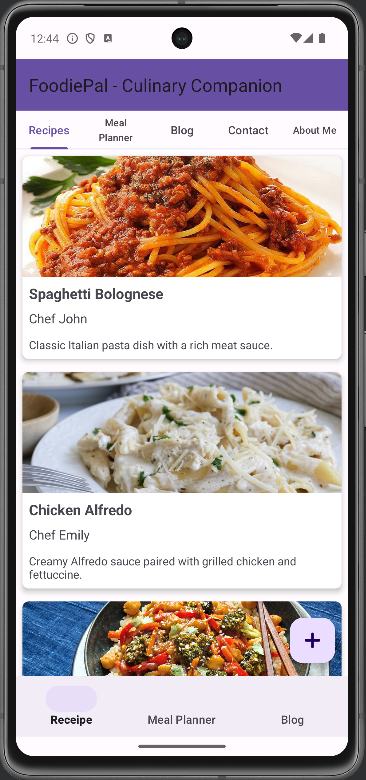 12:44
FoodiePal - Culinary Companion
Recipes
Meal
Planner
Blog
Contact
About Me
Spaghetti Bolognese
Chef John
Classic Italian pasta dish with a rich meat sauce.
Chicken Alfredo
Chef Emily
Creamy Alfredo sauce paired with grilled chicken and
fettuccine.
Receipe
Meal Planner
Blog